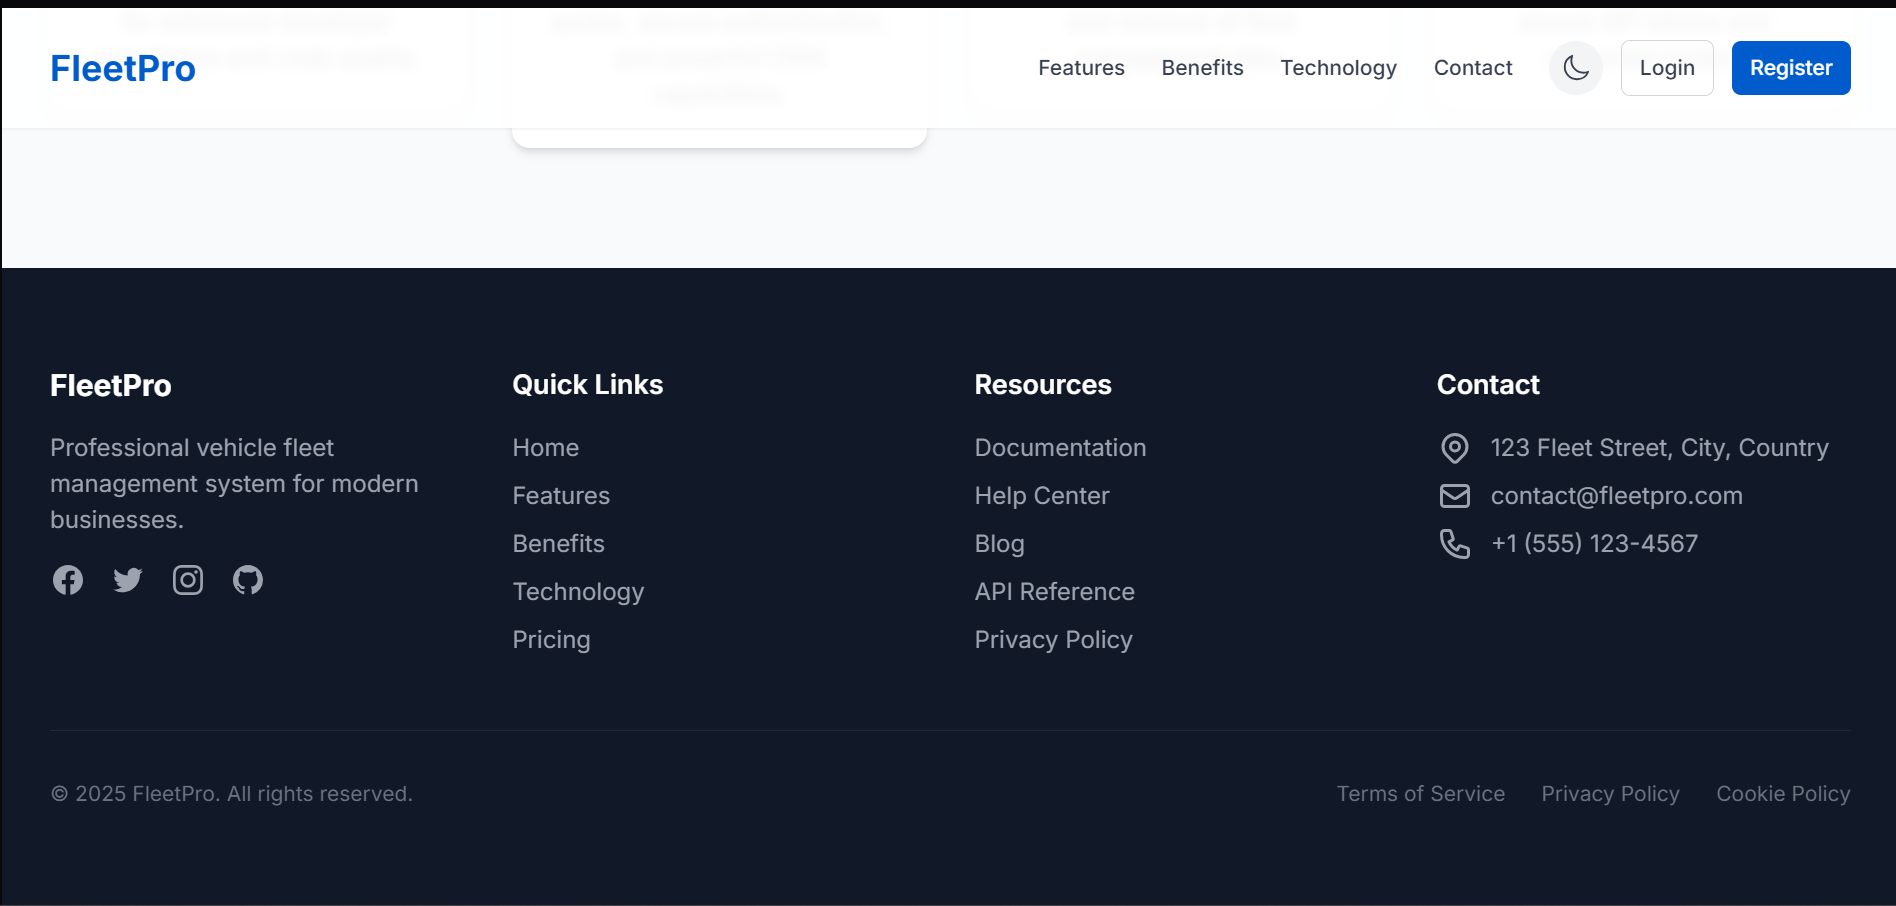 FleetPro
Features
Benefits
Technology
Contact
Login
Register
FleetPro
Professional vehicle fleet
management system for modern
businesses.
Quick Links
Home
Features
Benefits
Technology
Pricing
Resources
Documentation
Help Center
Blog
API Reference
Privacy Policy
Contact
123 Fleet Street, City, Country
contact@fleetpro.com
+1 (555) 123-4567
© 2025 FleetPro. All rights reserved.
Terms of Service
Privacy Policy
Cookie Policy